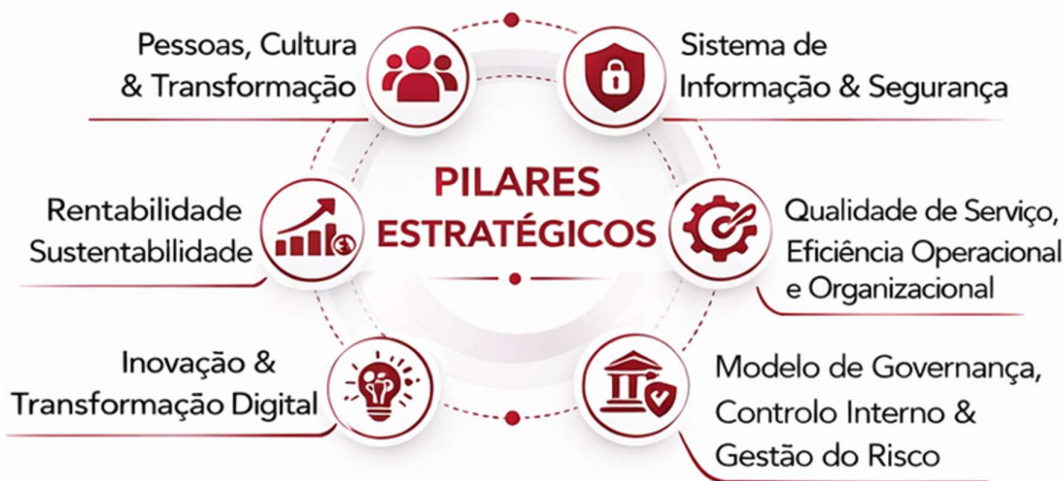 Pessoas, Cultura
& Transformação
Sistema de
Informação & Segurança
PILARES
ESTRATÉGICOS
Rentabilidade
Sustentabilidade
Qualidade de Serviço,
Eficiência Operacional
e Organizacional
Inovação &
Transformação Digital
Modelo de Governança,
Controlo Interno &
Gestão do Risco